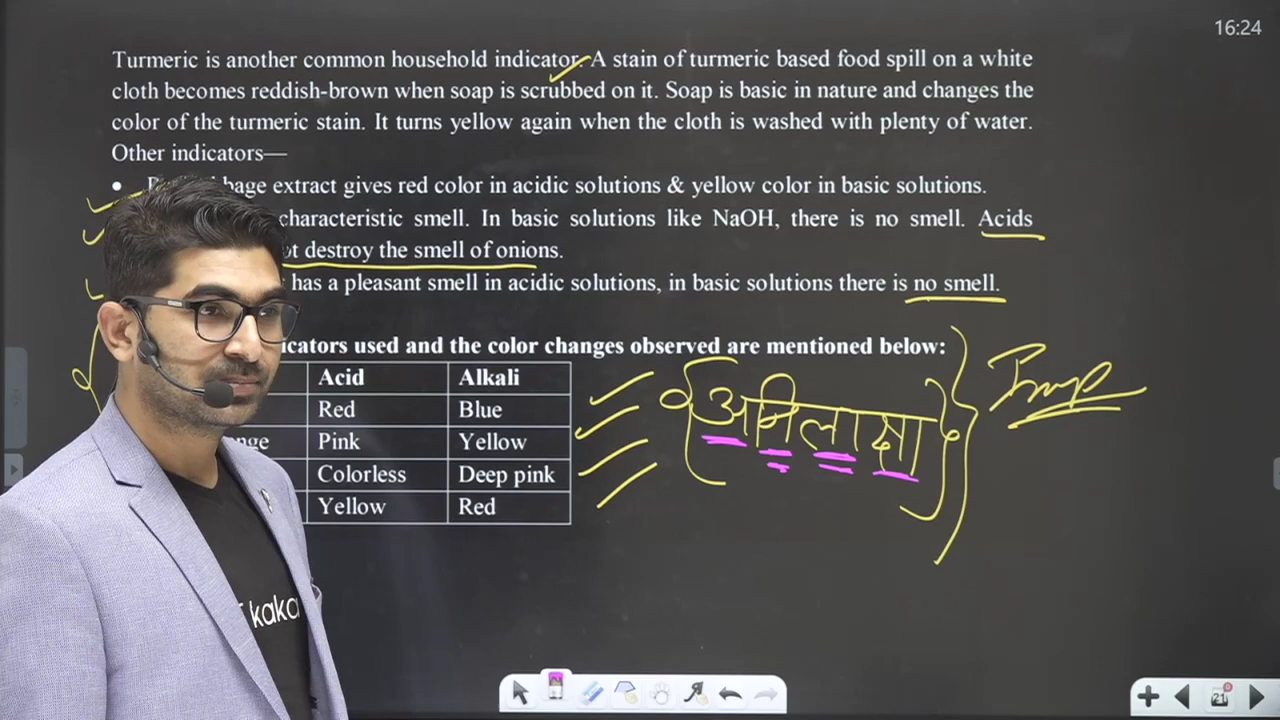 16:24
Turmeric is another common household indicator. A stain of turmeric based food spill on a white
cloth becomes reddish-brown when soap is scrubbed on it. Soap is basic in nature and changes the
color of the turmeric stain. It turns yellow again when the cloth is washed with plenty of water.
Other indicators—
• bage extract gives red color in acidic solutions & yellow color in basic solutions.
characteristic smell. In basic solutions like NaOH, there is no smell. Acids
ot destroy the smell of onions.
has a pleasant smell in acidic solutions, in basic solutions there is no smell.
icators used and the color changes observed are mentioned below:
Acid Alkali
Red Blue
nge Pink Yellow
Colorless Deep pink
Yellow Red
अनिलाक्षा
Imp
kaka
21